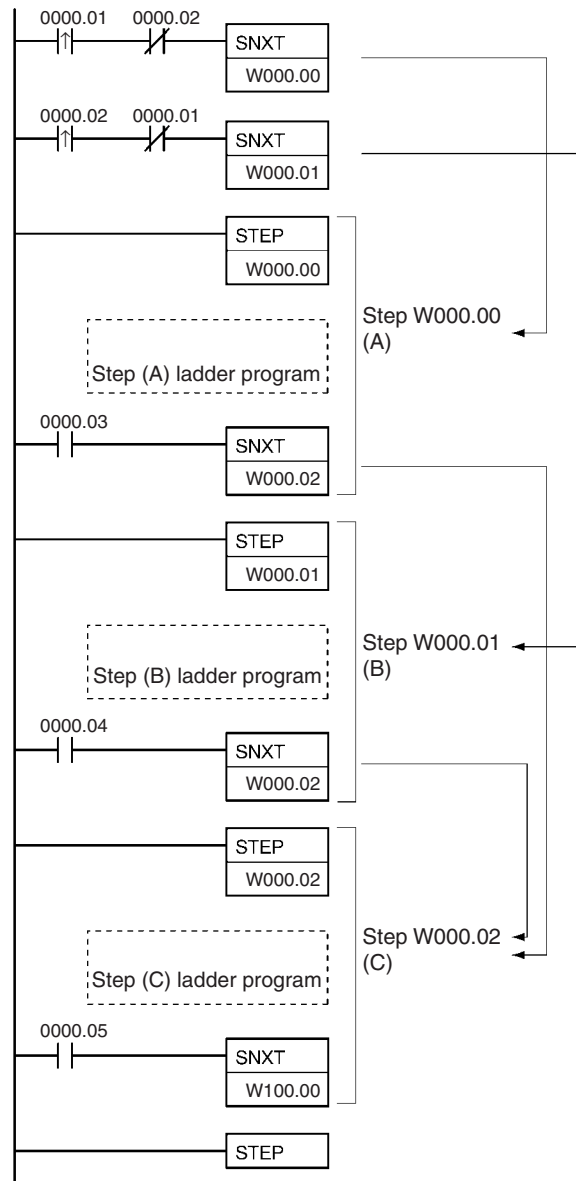 0000.01 0000.02
↑
SNXT
W000.00
0000.02 0000.01
↑
SNXT
W000.01
STEP
W000.00
Step W000.00
(A)
Step (A) ladder program
0000.03
SNXT
W000.02
STEP
W000.01
Step W000.01
(B)
Step (B) ladder program
0000.04
SNXT
W000.02
STEP
W000.02
Step W000.02
(C)
Step (C) ladder program
0000.05
SNXT
W100.00
STEP